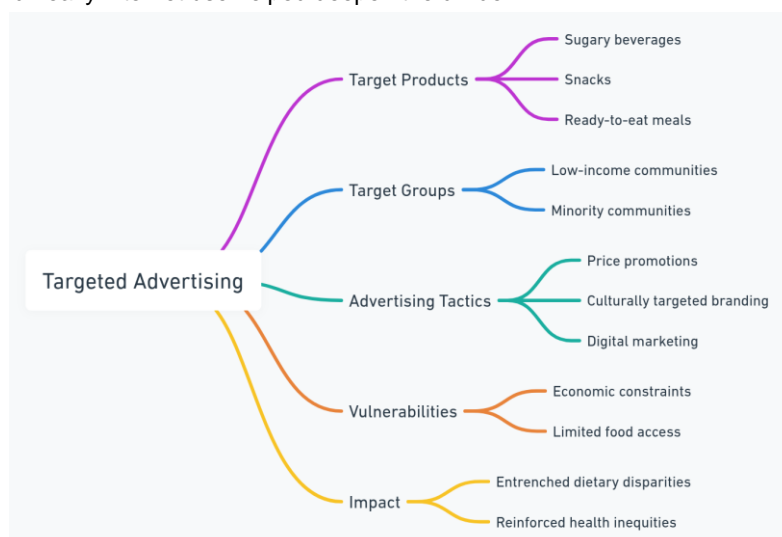 Targeted Advertising
Target Products
Sugary beverages
Snacks
Ready-to-eat meals
Target Groups
Low-income communities
Minority communities
Advertising Tactics
Price promotions
Culturally targeted branding
Digital marketing
Vulnerabilities
Economic constraints
Limited food access
Impact
Entrenched dietary disparities
Reinforced health inequities